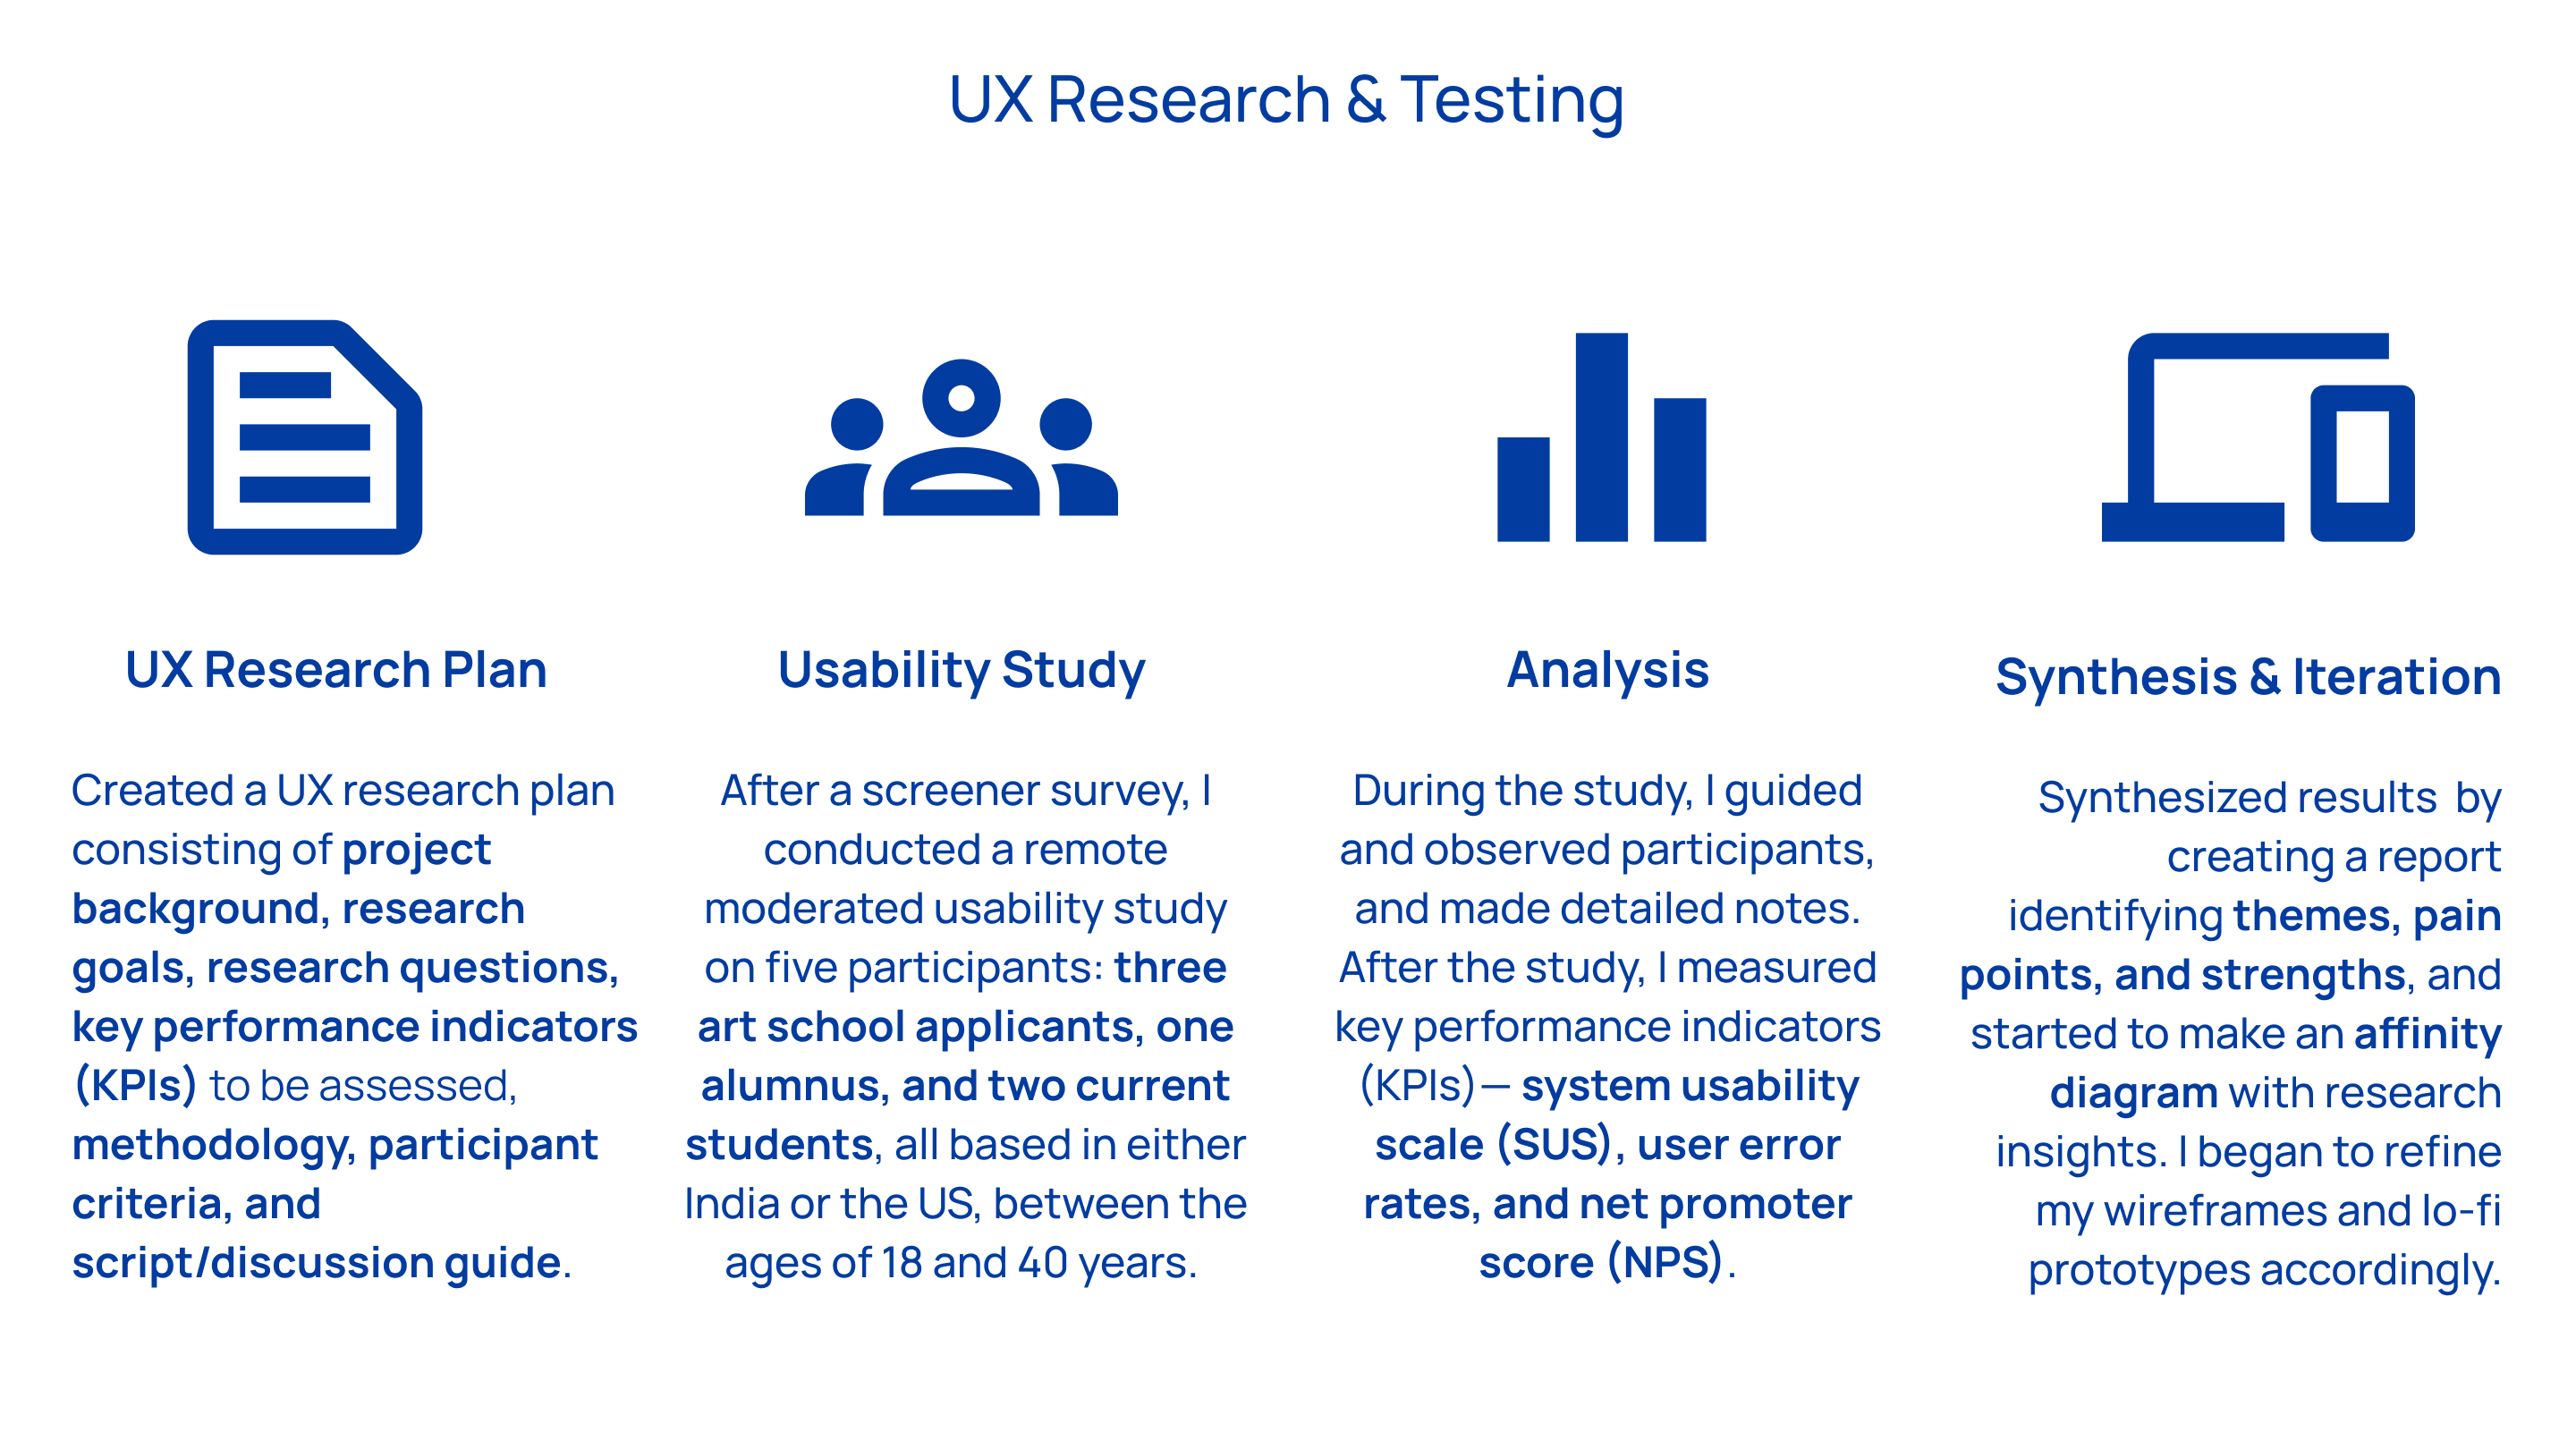 UX Research & Testing
UX Research Plan
Created a UX research plan
consisting of project
background, research
goals, research questions,
key performance indicators
(KPIs) to be assessed,
methodology, participant
criteria, and
script/discussion guide.
Usability Study
After a screener survey, I
conducted a remote
moderated usability study
on five participants: three
art school applicants, one
alumnus, and two current
students, all based in either
India or the US, between the
ages of 18 and 40 years.
Analysis
During the study, I guided
and observed participants,
and made detailed notes.
After the study, I measured
key performance indicators
(KPIs)— system usability
scale (SUS), user error
rates, and net promoter
score (NPS).
Synthesis & Iteration
Synthesized results  by
creating a report
identifying themes, pain
points, and strengths, and
started to make an affinity
diagram with research
insights. I began to refine
my wireframes and lo-fi
prototypes accordingly.